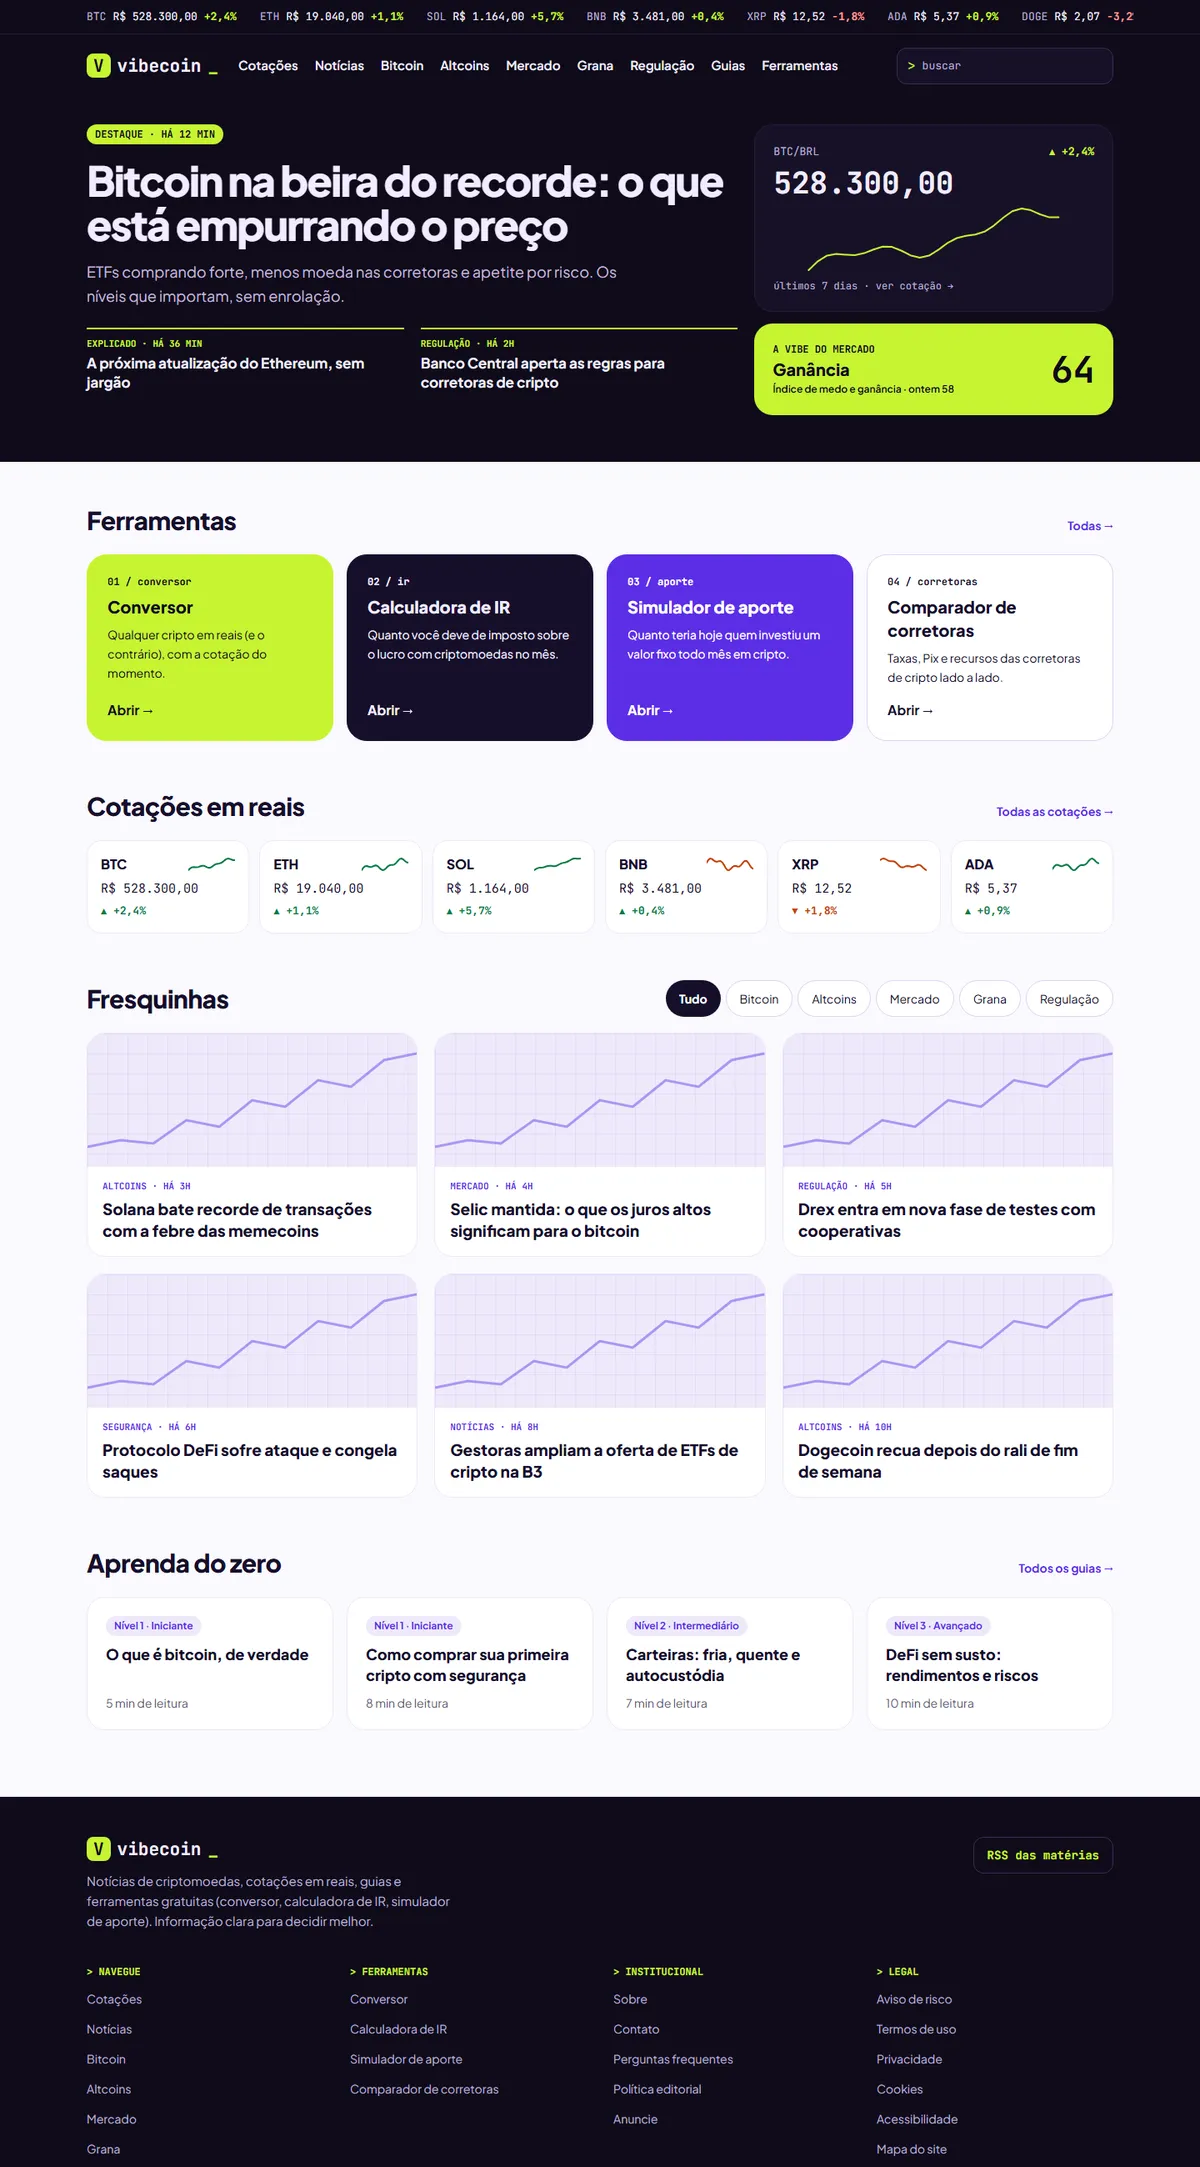 BTC R$ 528.300,00 +2,4% ETH R$ 19.040,00 +1,1% SOL R$ 1.164,00 +5,7% BNB R$ 3.481,00 +0,4% XRP R$ 12,52 -1,8% ADA R$ 5,37 +0,9% DOGE R$ 2,07 -3,2
V vibecoin _ Cotações Notícias Bitcoin Altcoins Mercado Grana Regulação Guias Ferramentas > buscar
DESTAQUE · HÁ 12 MIN
Bitcoin na beira do recorde: o que
está empurrando o preço
ETFs comprando forte, menos moeda nas corretoras e apetite por risco. Os
níveis que importam, sem enrolação.
EXPLICADO · HÁ 36 MIN
A próxima atualização do Ethereum, sem
jargão
REGULAÇÃO · HÁ 2H
Banco Central aperta as regras para
corretoras de cripto
BTC/BRL ▲ +2,4%
528.300,00
últimos 7 dias · ver cotação →
A VIBE DO MERCADO
Ganância
Índice de medo e ganância · ontem 58
64
Ferramentas Todas →
01 / conversor
Conversor
Qualquer cripto em reais (e o
contrário), com a cotação do
momento.
Abrir →
02 / ir
Calculadora de IR
Quanto você deve de imposto sobre
o lucro com criptomoedas no mês.
Abrir →
03 / aporte
Simulador de aporte
Quanto teria hoje quem investiu um
valor fixo todo mês em cripto.
Abrir →
04 / corretoras
Comparador de
corretoras
Taxas, Pix e recursos das corretoras
de cripto lado a lado.
Abrir →
Cotações em reais Todas as cotações →
BTC
R$ 528.300,00
▲ +2,4%
ETH
R$ 19.040,00
▲ +1,1%
SOL
R$ 1.164,00
▲ +5,7%
BNB
R$ 3.481,00
▲ +0,4%
XRP
R$ 12,52
▼ +1,8%
ADA
R$ 5,37
▲ +0,9%
Fresquinhas Tudo Bitcoin Altcoins Mercado Grana Regulação
ALTCOINS · HÁ 3H
Solana bate recorde de transações
com a febre das memecoins
MERCADO · HÁ 4H
Selic mantida: o que os juros altos
significam para o bitcoin
REGULAÇÃO · HÁ 5H
Drex entra em nova fase de testes com
cooperativas
SEGURANÇA · HÁ 6H
Protocolo DeFi sofre ataque e congela
saques
NOTÍCIAS · HÁ 8H
Gestoras ampliam a oferta de ETFs de
cripto na B3
ALTCOINS · HÁ 10H
Dogecoin recua depois do rali de fim
de semana
Aprenda do zero Todos os guias →
Nível 1 · Iniciante
O que é bitcoin, de verdade
5 min de leitura
Nível 1 · Iniciante
Como comprar sua primeira
cripto com segurança
8 min de leitura
Nível 2 · Intermediário
Carteiras: fria, quente e
autocustódia
7 min de leitura
Nível 3 · Avançado
DeFi sem susto:
rendimentos e riscos
10 min de leitura
V vibecoin _ RSS das matérias
Notícias de criptomoedas, cotações em reais, guias e
ferramentas gratuitas (conversor, calculadora de IR, simulador
de aporte). Informação clara para decidir melhor.
> NAVEGUE
Cotações
Notícias
Bitcoin
Altcoins
Mercado
Grana
> FERRAMENTAS
Conversor
Calculadora de IR
Simulador de aporte
Comparador de corretoras
> INSTITUCIONAL
Sobre
Contato
Perguntas frequentes
Política editorial
Anuncie
> LEGAL
Aviso de risco
Termos de uso
Privacidade
Cookies
Acessibilidade
Mapa do site